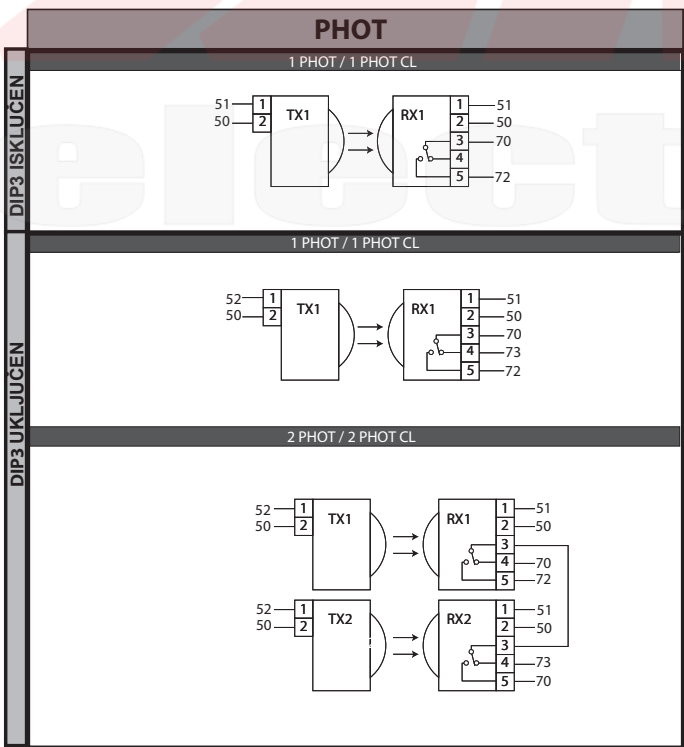 PHOT
DIP3 ISKLUČEN
1 PHOT / 1 PHOT CL
51 1 TX1 RX1 1 51
50 2 2 50
3 70
4
5 72
DIP3 UKLJUČEN
1 PHOT / 1 PHOT CL
52 1 TX1 RX1 1 51
50 2 2 50
3 70
4 73
5 72
2 PHOT / 2 PHOT CL
52 1 TX1 RX1 1 51
50 2 2 50
3
4 70
5 72
52 1 TX2 RX2 1 51
50 2 2 50
3
4 73
5 70
elect